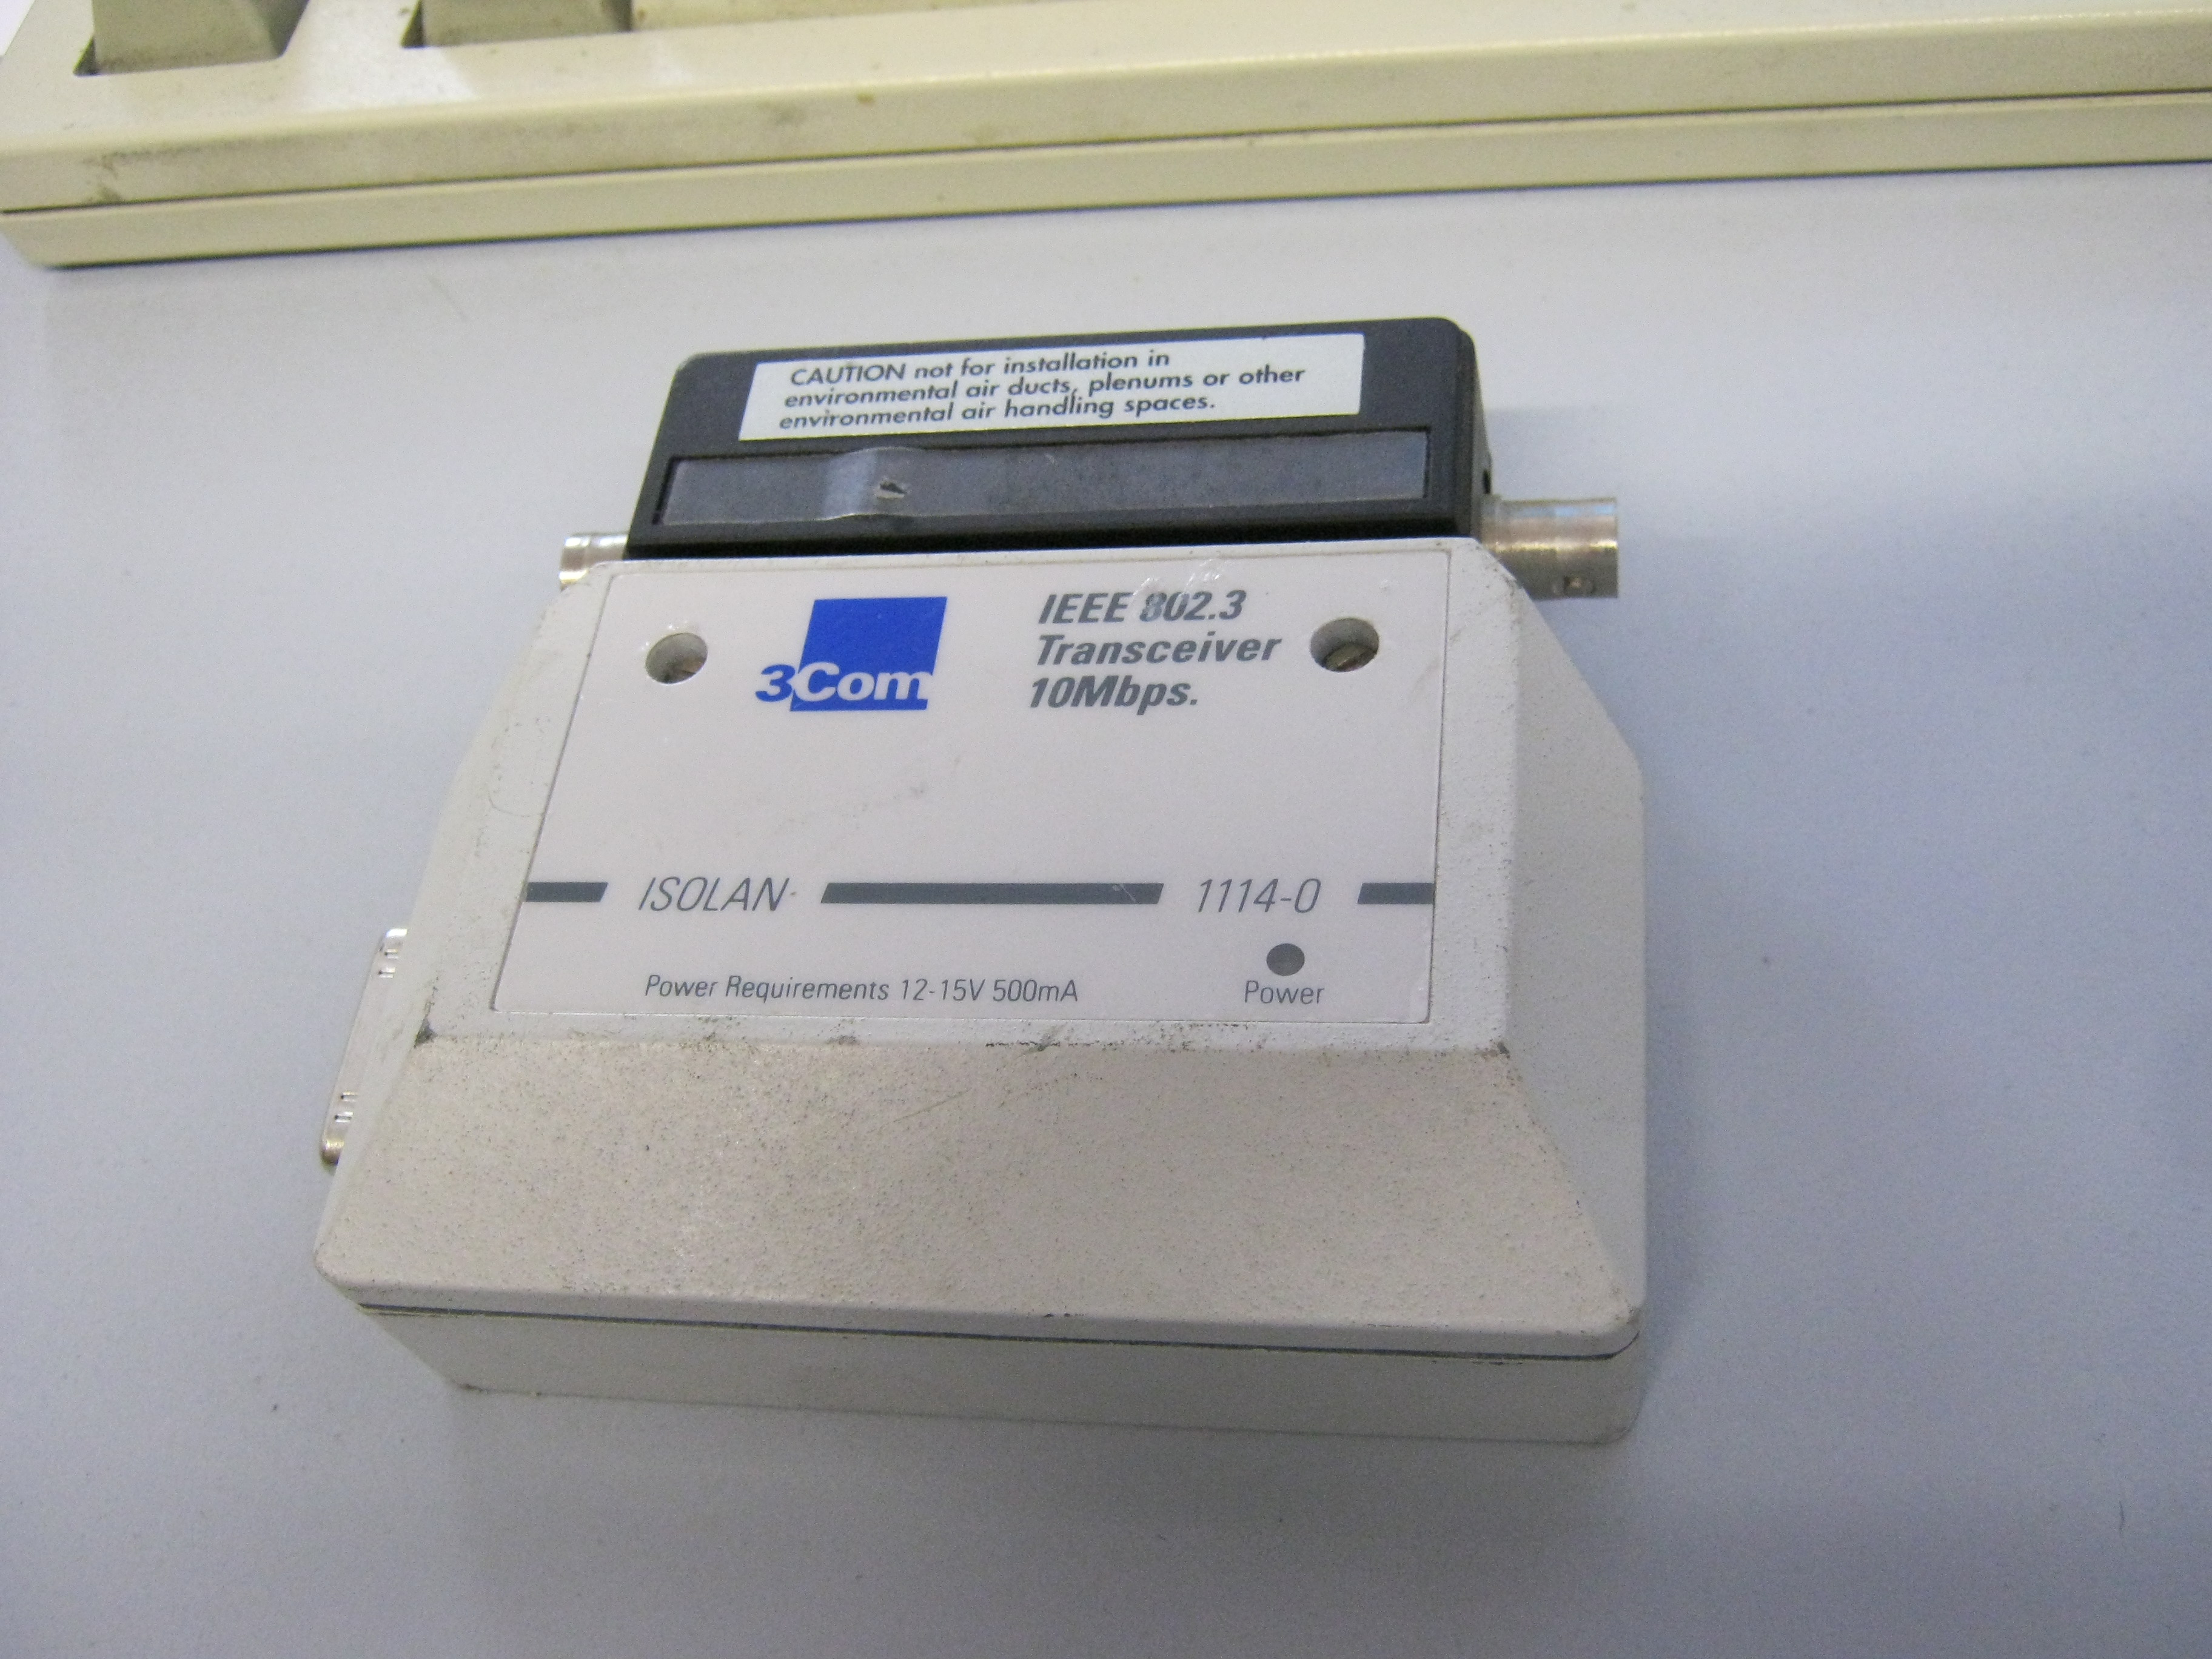 CAUTION not for installation in
environmental air ducts, plenums or other
environmental air handling spaces.
3Com
IEEE 802.3
Transceiver
10Mbps.
ISOLAN
1114-0
Power Requirements 12-15V 500mA
Power